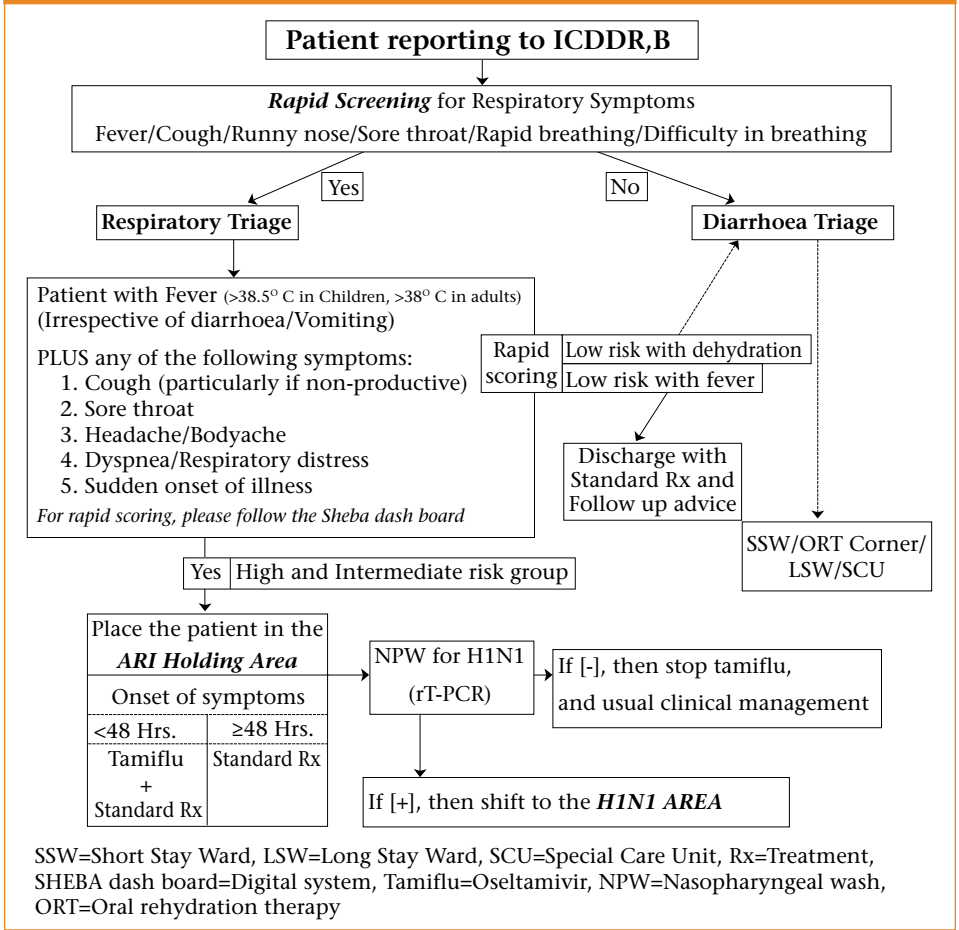 Patient reporting to ICDDR,B
Rapid Screening for Respiratory Symptoms
Fever/Cough/Runny nose/Sore throat/Rapid breathing/Difficulty in breathing
Yes
No
Respiratory Triage
Diarrhoea Triage
Patient with Fever (>38.5° C in Children, >38° C in adults)
(Irrespective of diarrhoea/Vomiting)
PLUS any of the following symptoms:
1. Cough (particularly if non-productive)
2. Sore throat
3. Headache/Bodyache
4. Dyspnea/Respiratory distress
5. Sudden onset of illness
For rapid scoring, please follow the Sheba dash board
Rapid
scoring
Low risk with dehydration
Low risk with fever
Discharge with
Standard Rx and
Follow up advice
SSW/ORT Corner/
LSW/SCU
Yes
High and Intermediate risk group
Place the patient in the
ARI Holding Area
Onset of symptoms
<48 Hrs.
≥48 Hrs.
Tamiflu
+
Standard Rx
Standard Rx
NPW for H1N1
(rT-PCR)
If [-], then stop tamiflu,
and usual clinical management
If [+], then shift to the H1N1 AREA
SSW=Short Stay Ward, LSW=Long Stay Ward, SCU=Special Care Unit, Rx=Treatment,
SHEBA dash board=Digital system, Tamiflu=Oseltamivir, NPW=Nasopharyngeal wash,
ORT=Oral rehydration therapy